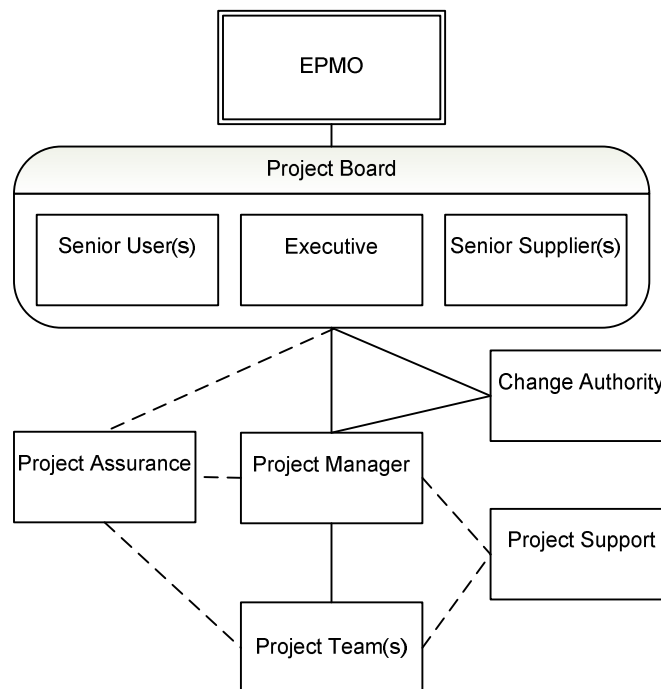 EPMO
Project Board
Senior User(s)
Executive
Senior Supplier(s)
Change Authority
Project Assurance
Project Manager
Project Support
Project Team(s)